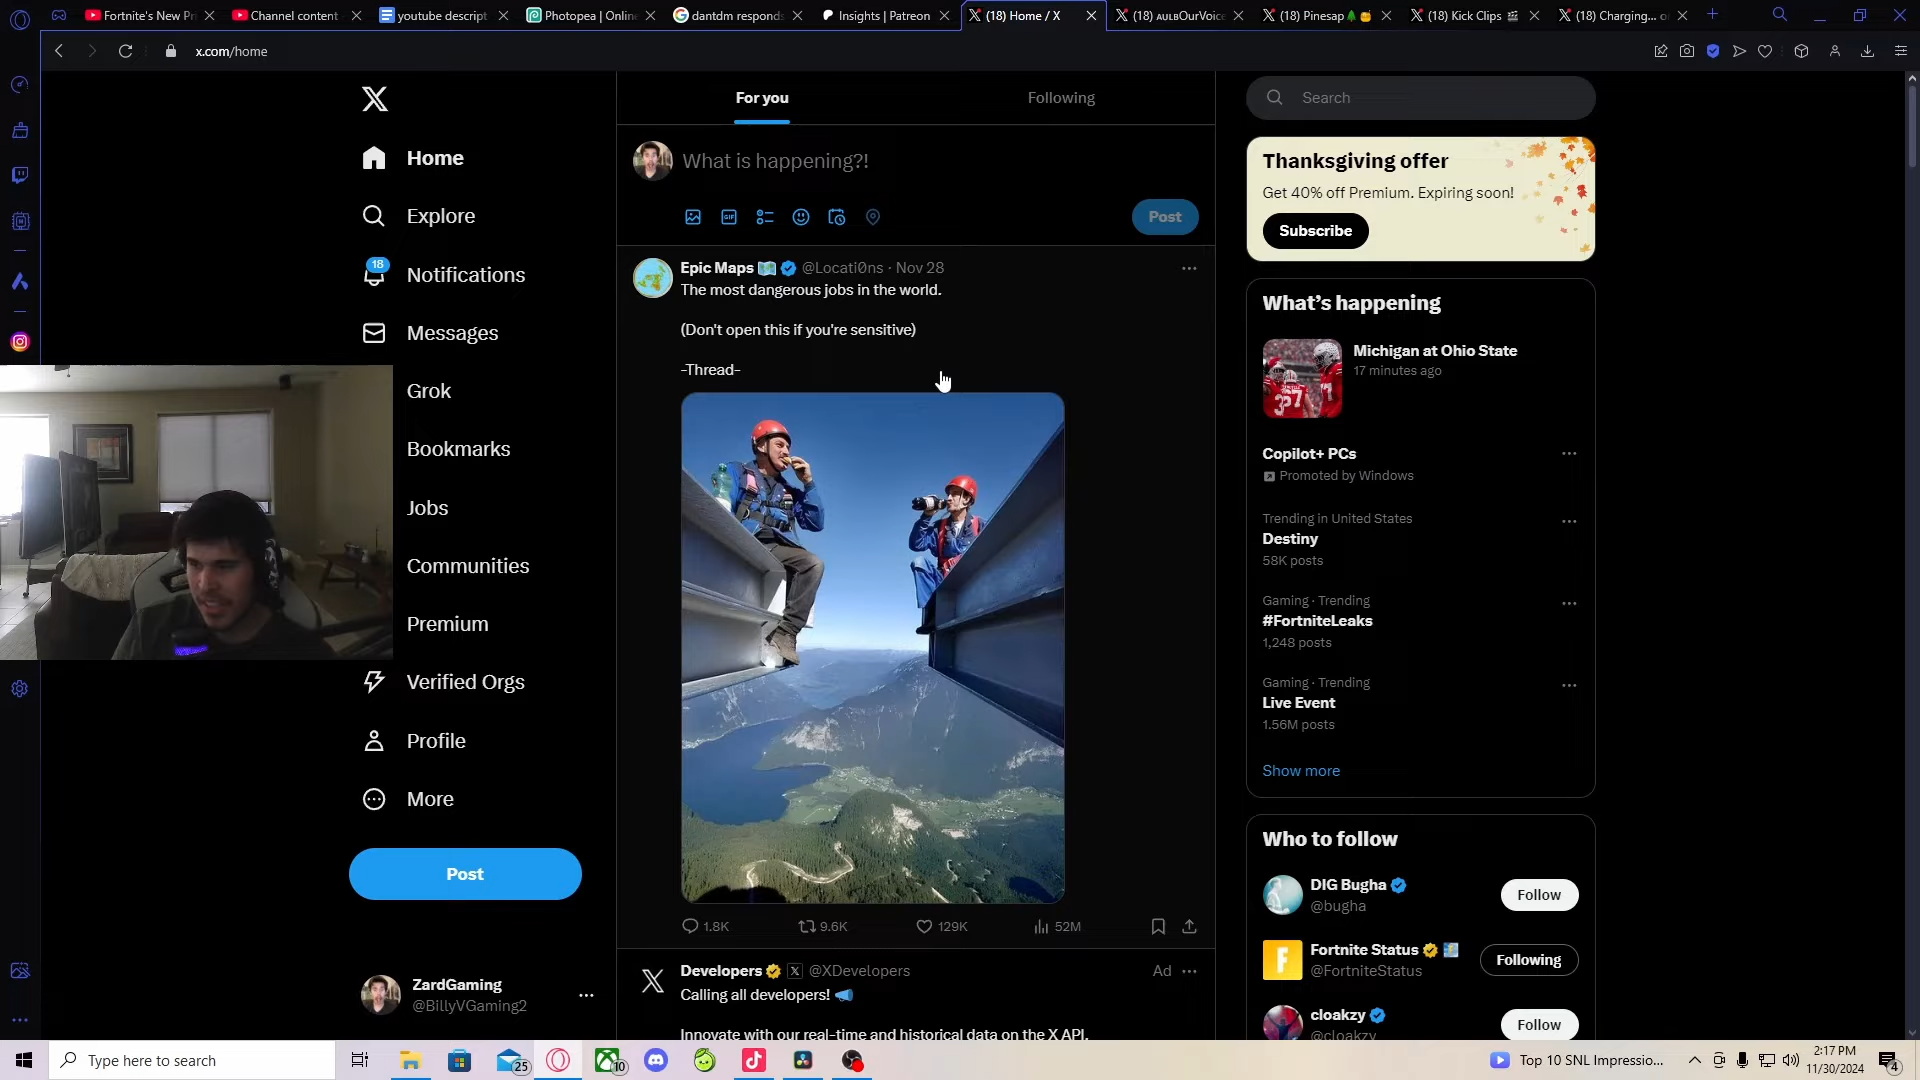 Fortnite's New Pri
Channel content
youtube descript
Photopea | Onlin
dantdm responds
Insights | Patreon
(18) Home / X
(18) AULBOurVoice
(18) Pinesap🌲🍯
(18) Kick Clips 🎬
(18) Charging... o
x.com/home
For you
Following
Search
What is happening?!
Post
Home
Explore
18
Notifications
Messages
Grok
Bookmarks
Jobs
Communities
Premium
Verified Orgs
Profile
More
Post
ZardGaming
@BillyVGaming2
Epic Maps 🗺️ @Locati0ns · Nov 28
The most dangerous jobs in the world.
(Don't open this if you're sensitive)
-Thread-
1.8K
9.6K
129K
52M
Developers @XDevelopers
Ad
Calling all developers! 📣
Innovate with our real-time and historical data on the X API.
Thanksgiving offer
Get 40% off Premium. Expiring soon!
Subscribe
What's happening
Michigan at Ohio State
17 minutes ago
Copilot+ PCs
Promoted by Windows
Trending in United States
Destiny
58K posts
Gaming · Trending
#FortniteLeaks
1,248 posts
Gaming · Trending
Live Event
1.56M posts
Show more
Who to follow
DIG Bugha
@bugha
Follow
Fortnite Status
@FortniteStatus
Following
cloakzy
@cloakzy
Follow
Type here to search
25
10
Top 10 SNL Impressio...
2:17 PM
11/30/2024
4